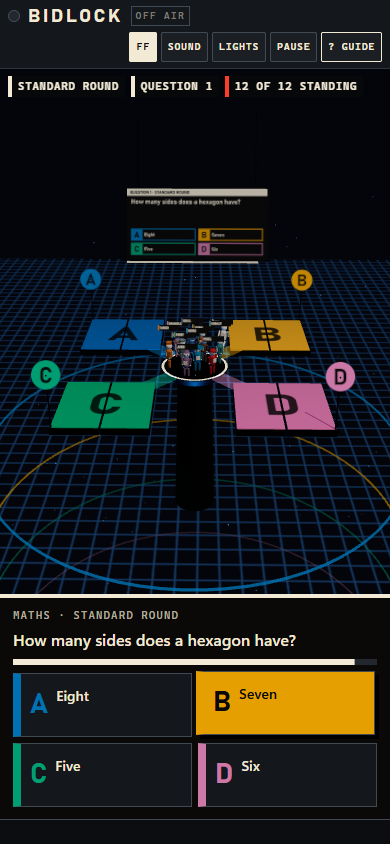 BIDLOCK OFF AIR
FF SOUND LIGHTS PAUSE ? GUIDE
STANDARD ROUND QUESTION 1 12 OF 12 STANDING
QUESTION 1 · STANDARD ROUND
How many sides does a hexagon have?
A Eight B Seven
C Five D Six
A B
A B
C D
C D
MATHS · STANDARD ROUND
How many sides does a hexagon have?
A Eight
B Seven
C Five
D Six